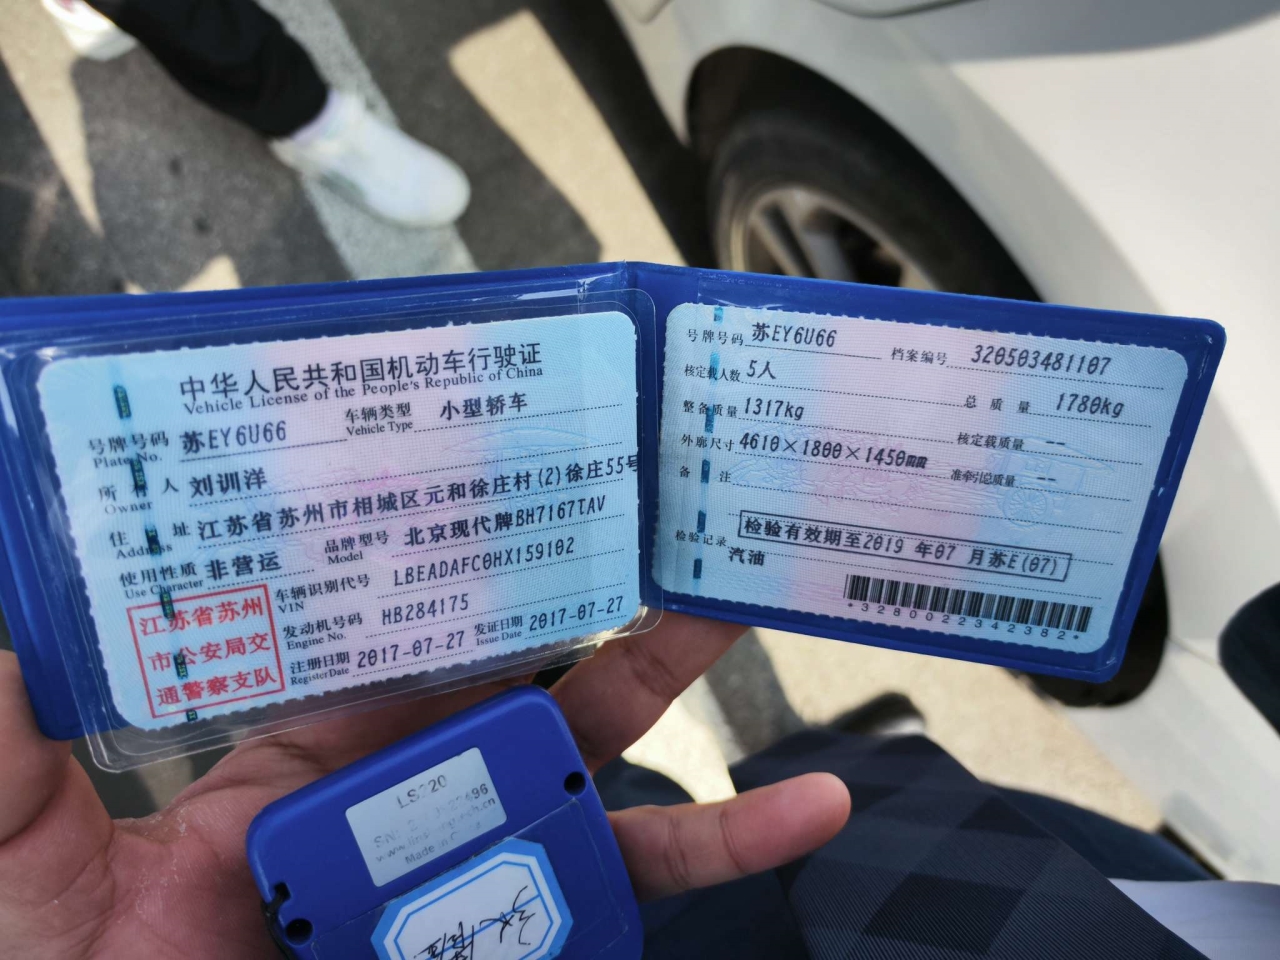 中华人民共和国机动车行驶证
Vehicle License of the People's Republic of China
号牌号码 苏EY6U66 车辆类型 小型轿车
Plate No. Vehicle Type
所有人 刘训洋
Owner
住址 江苏省苏州市相城区元和徐庄村(2)徐庄55号
Address
使用性质 非营运 品牌型号 北京现代牌BH7167TAV
Use Character Model
车辆识别代号 LBEADAFC0HX159102
VIN
发动机号码 HB284175
Engine No.
注册日期 2017-07-27 发证日期 2017-07-27
Register Date Issue Date
江苏省苏州
市公安局交
通警察支队
号牌号码 苏EY6U66 档案编号 320503481107
核定载人数 5人 总质量 1780kg
整备质量 1317kg 核定载质量 --
外廓尺寸 4610×1800×1450mm 准牵引总质量 --
备注
检验有效期至2019年07月苏E(07)
检验记录
汽油
*3280022342382*
Made in